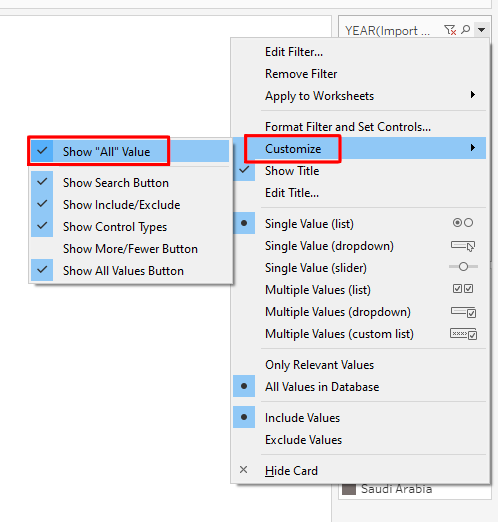 YEAR(Import ...
Edit Filter...
Remove Filter
Apply to Worksheets
Format Filter and Set Controls...
Customize
Show Title
Edit Title...
Single Value (list)
Single Value (dropdown)
Single Value (slider)
Multiple Values (list)
Multiple Values (dropdown)
Multiple Values (custom list)
Only Relevant Values
All Values in Database
Include Values
Exclude Values
Hide Card
Show "All" Value
Show Search Button
Show Include/Exclude
Show Control Types
Show More/Fewer Button
Show All Values Button
Saudi Arabia